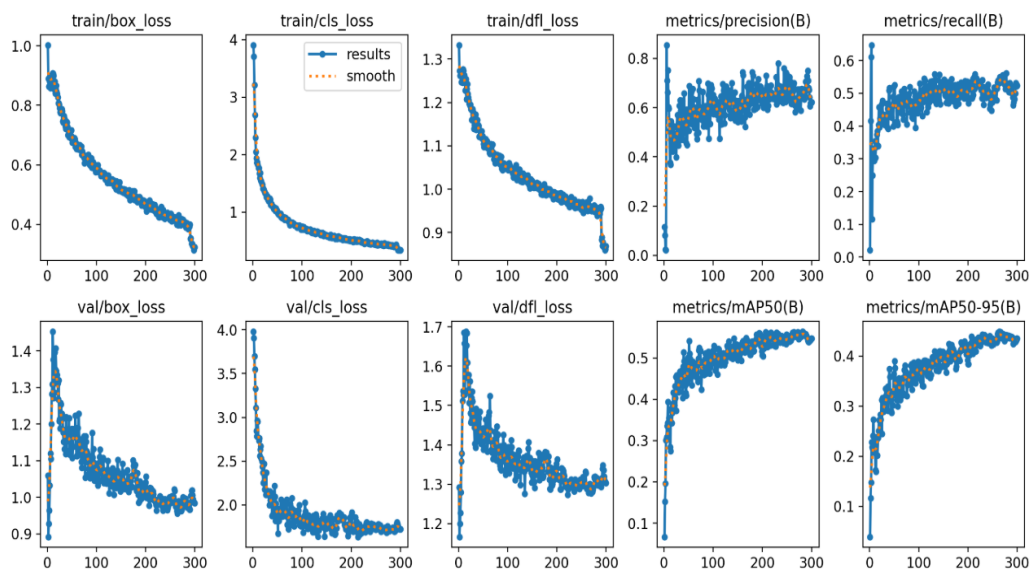 train/box_loss
1.0
0.8
0.6
0.4
0 100 200 300
train/cls_loss
results
smooth
4
3
2
1
0 100 200 300
train/dfl_loss
1.3
1.2
1.1
1.0
0.9
0 100 200 300
metrics/precision(B)
0.8
0.6
0.4
0.2
0.0
0 100 200 300
metrics/recall(B)
0.6
0.5
0.4
0.3
0.2
0.1
0.0
0 100 200 300
val/box_loss
1.4
1.3
1.2
1.1
1.0
0.9
0 100 200 300
val/cls_loss
4.0
3.5
3.0
2.5
2.0
0 100 200 300
val/dfl_loss
1.7
1.6
1.5
1.4
1.3
1.2
0 100 200 300
metrics/mAP50(B)
0.5
0.4
0.3
0.2
0.1
0 100 200 300
metrics/mAP50-95(B)
0.4
0.3
0.2
0.1
0 100 200 300